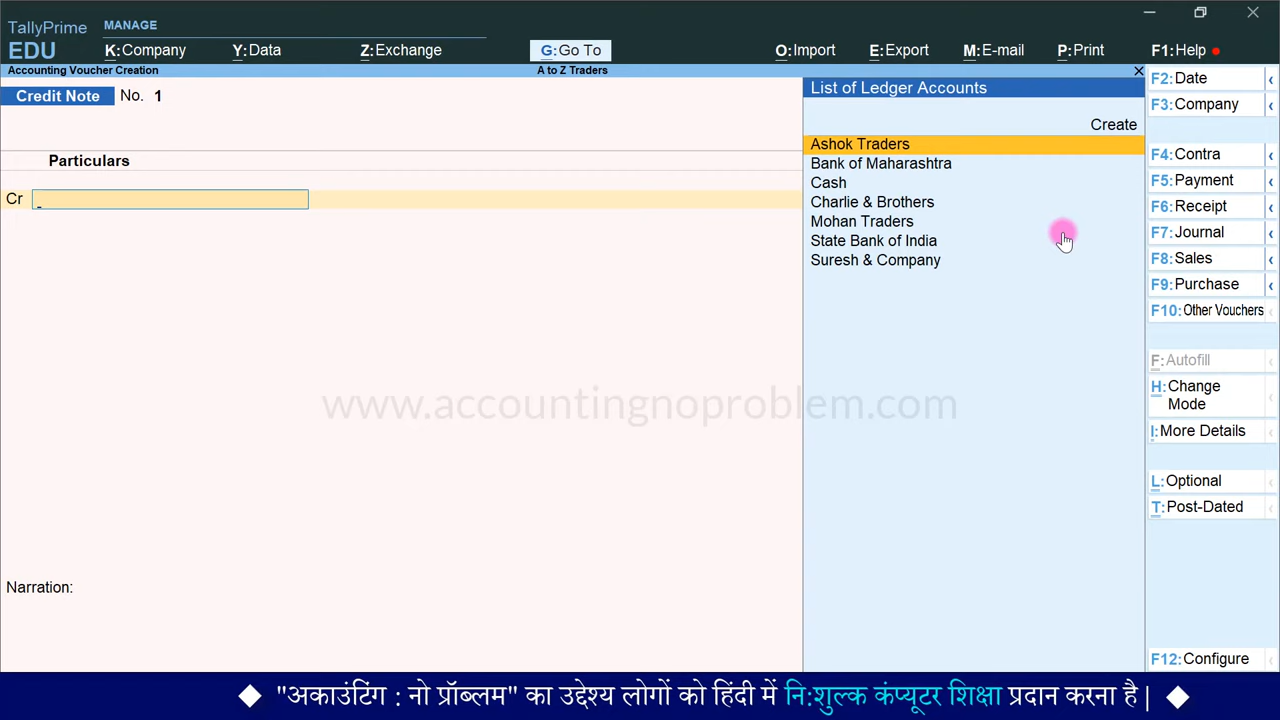 TallyPrime
EDU
MANAGE
K:Company
Y:Data
Z:Exchange
G:Go To
O:Import
E:Export
M:E-mail
P:Print
F1:Help
Accounting Voucher Creation
A to Z Traders
Credit Note No. 1
Particulars
Cr
Narration:
List of Ledger Accounts
Create
Ashok Traders
Bank of Maharashtra
Cash
Charlie & Brothers
Mohan Traders
State Bank of India
Suresh & Company
F2:Date
F3:Company
F4:Contra
F5:Payment
F6:Receipt
F7:Journal
F8:Sales
F9:Purchase
F10:Other Vouchers
F:Autofill
H:Change
Mode
I:More Details
L:Optional
T:Post-Dated
F12:Configure
www.accountingnoproblem.com
"अकाउंटिंग : नो प्रॉब्लम" का उद्देश्य लोगों को हिंदी में नि:शुल्क कंप्यूटर शिक्षा प्रदान करना है |